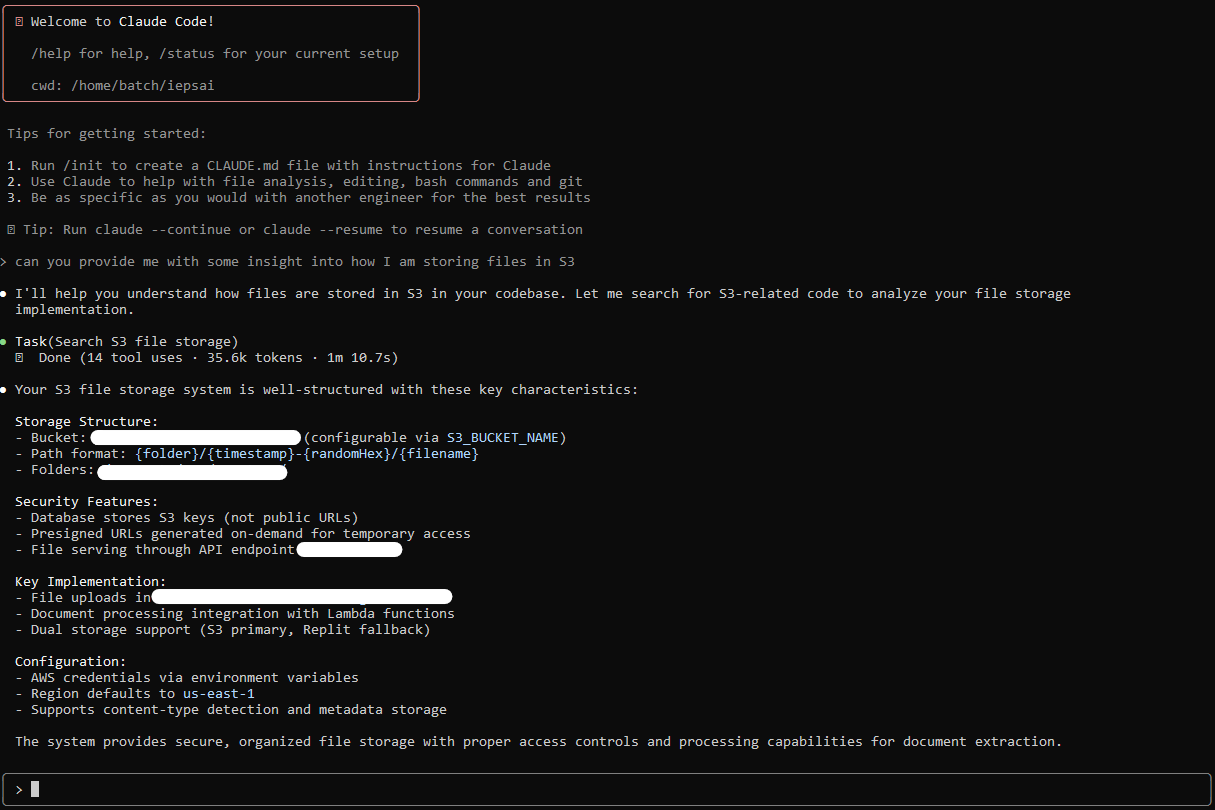 Welcome to Claude Code!
/help for help, /status for your current setup
cwd: /home/batch/iepsai
Tips for getting started:
1. Run /init to create a CLAUDE.md file with instructions for Claude
2. Use Claude to help with file analysis, editing, bash commands and git
3. Be as specific as you would with another engineer for the best results
Tip: Run claude --continue or claude --resume to resume a conversation
> can you provide me with some insight into how I am storing files in S3
● I'll help you understand how files are stored in S3 in your codebase. Let me search for S3-related code to analyze your file storage
implementation.
● Task(Search S3 file storage)
Done (14 tool uses · 35.6k tokens · 1m 10.7s)
● Your S3 file storage system is well-structured with these key characteristics:
Storage Structure:
- Bucket: (configurable via S3_BUCKET_NAME)
- Path format: {folder}/{timestamp}-{randomHex}/{filename}
- Folders:
Security Features:
- Database stores S3 keys (not public URLs)
- Presigned URLs generated on-demand for temporary access
- File serving through API endpoint
Key Implementation:
- File uploads in
- Document processing integration with Lambda functions
- Dual storage support (S3 primary, Replit fallback)
Configuration:
- AWS credentials via environment variables
- Region defaults to us-east-1
- Supports content-type detection and metadata storage
The system provides secure, organized file storage with proper access controls and processing capabilities for document extraction.
>